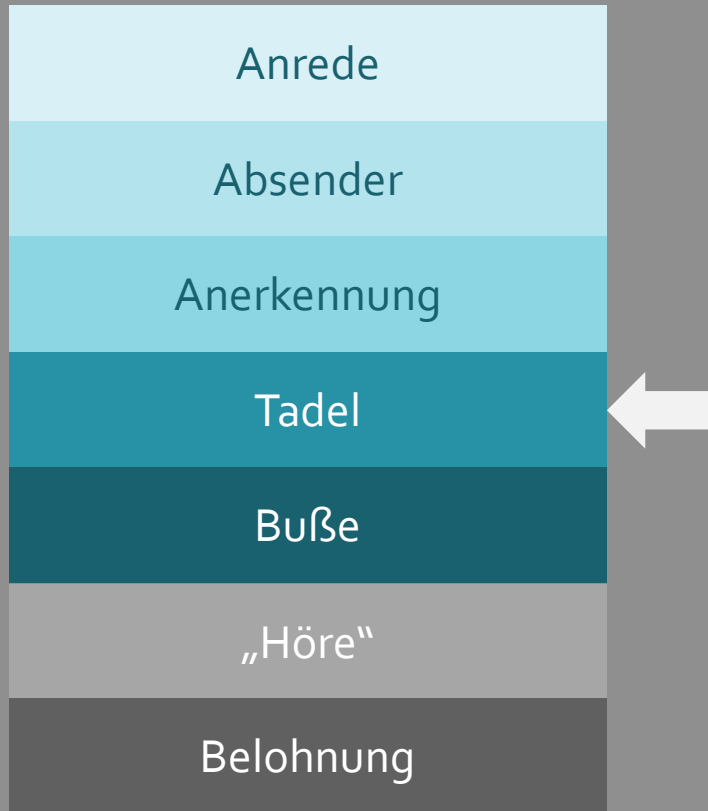 Anrede
Absender
Anerkennung
Tadel
Buße
„Höre“
Belohnung